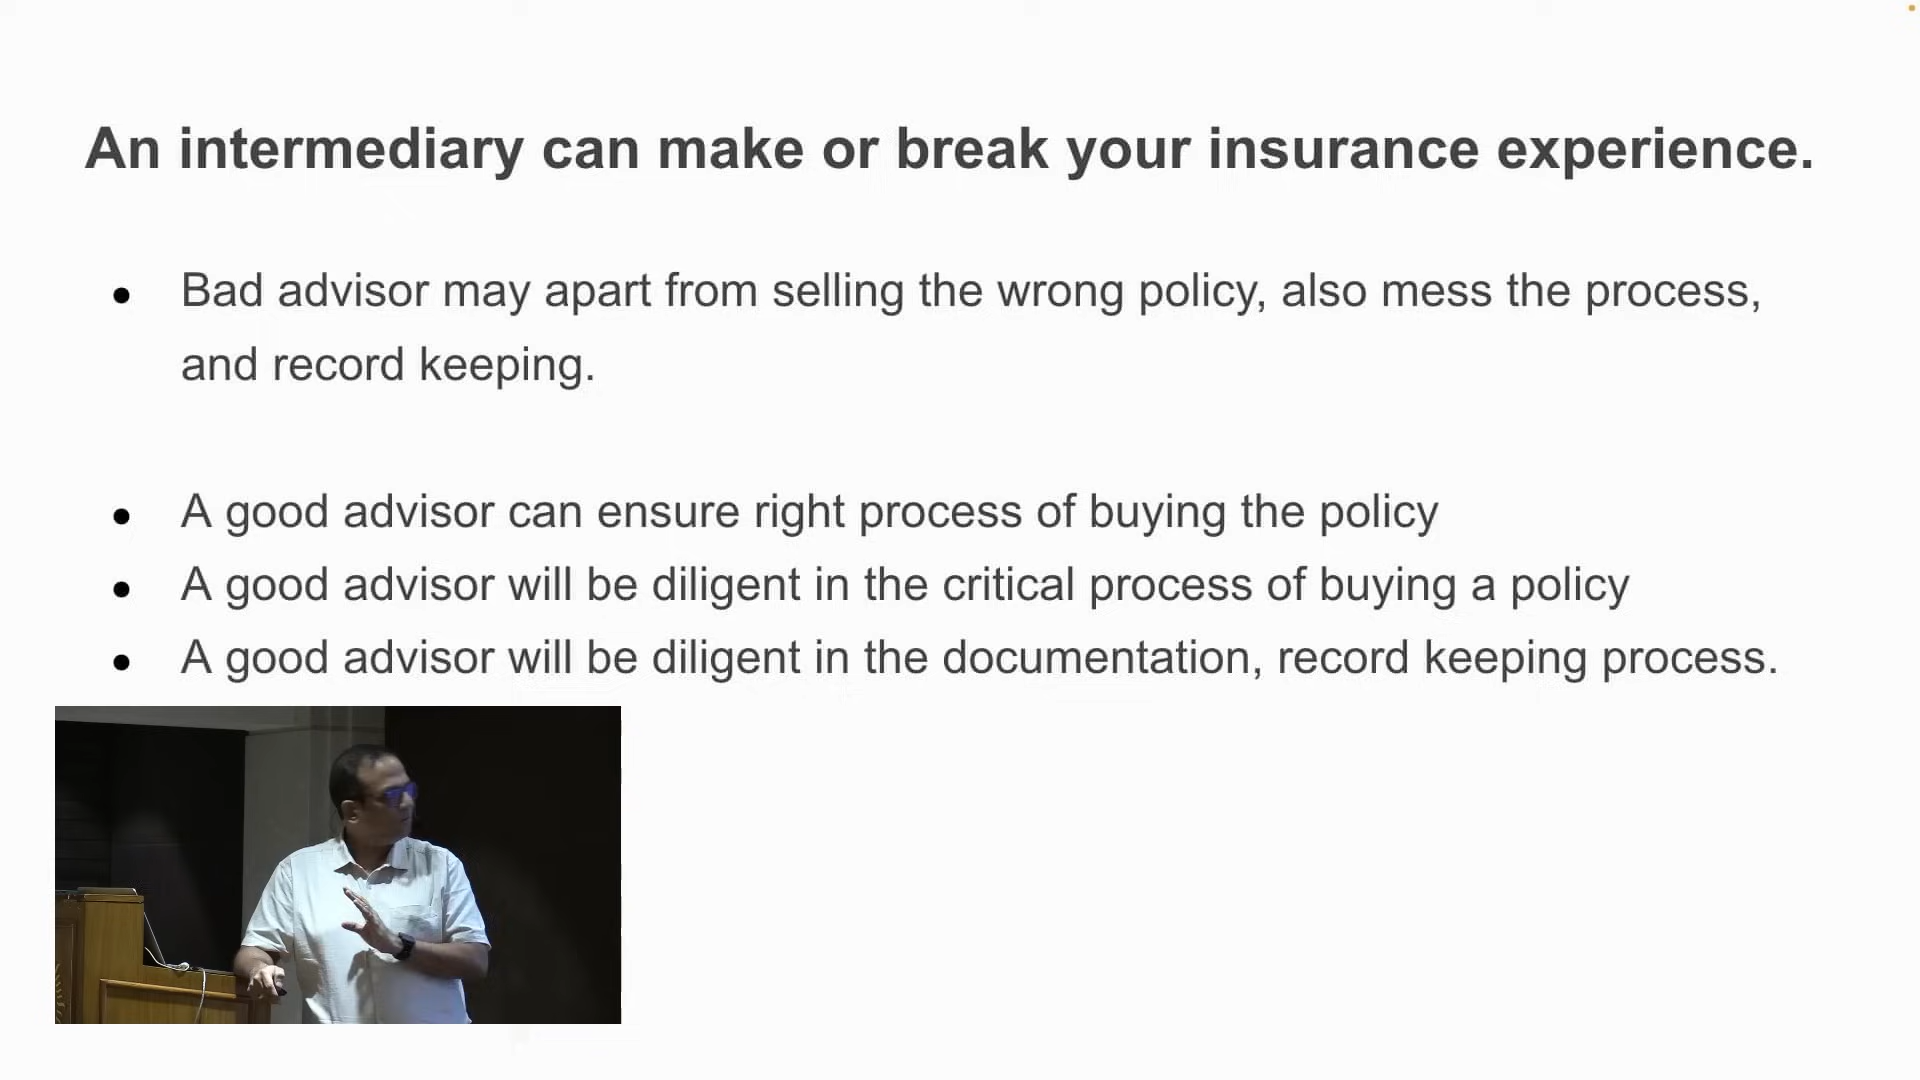 An intermediary can make or break your insurance experience.
● Bad advisor may apart from selling the wrong policy, also mess the process,
and record keeping.
● A good advisor can ensure right process of buying the policy
● A good advisor will be diligent in the critical process of buying a policy
● A good advisor will be diligent in the documentation, record keeping process.